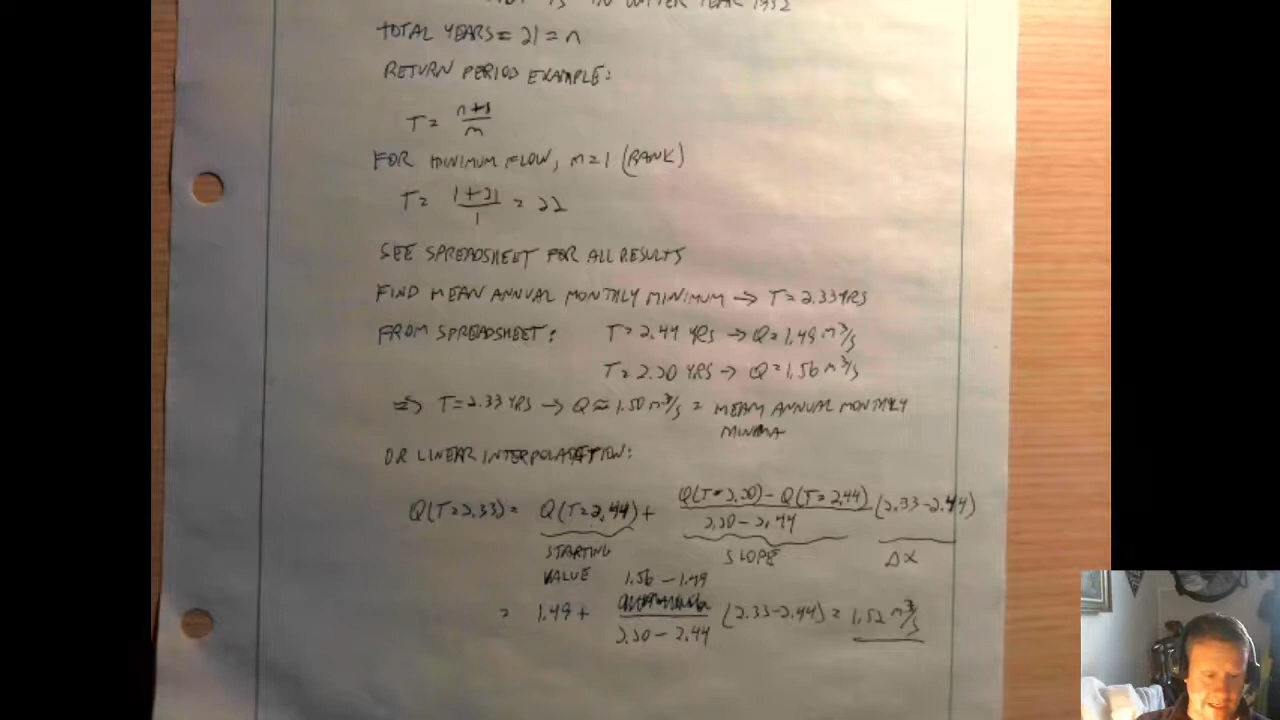 IN WATER YEAR 1932
TOTAL YEARS = 21 = n
RETURN PERIOD EXAMPLE:
T = n+1 / m
FOR MINIMUM FLOW, m=1 (RANK)
T = 1+21 / 1 = 22
SEE SPREADSHEET FOR ALL RESULTS
FIND MEAN ANNUAL MONTHLY MINIMUM → T=2.33 YRS
FROM SPREADSHEET: T=2.44 YRS → Q=1.49 m³/s
T=2.20 YRS → Q=1.56 m³/s
⇒ T=2.33 YRS → Q≈1.50 m³/s = MEAN ANNUAL MONTHLY
MINIMA
OR LINEAR INTERPOLATION:
Q(T=2.33) = Q(T=2.44) + Q(T=2.20) - Q(T=2.44) / 2.20 - 2.44 (2.33-2.44)
STARTING VALUE SLOPE ΔX
= 1.49 + 1.56 - 1.49 / 2.20 - 2.44 (2.33-2.44) = 1.52 m³/s